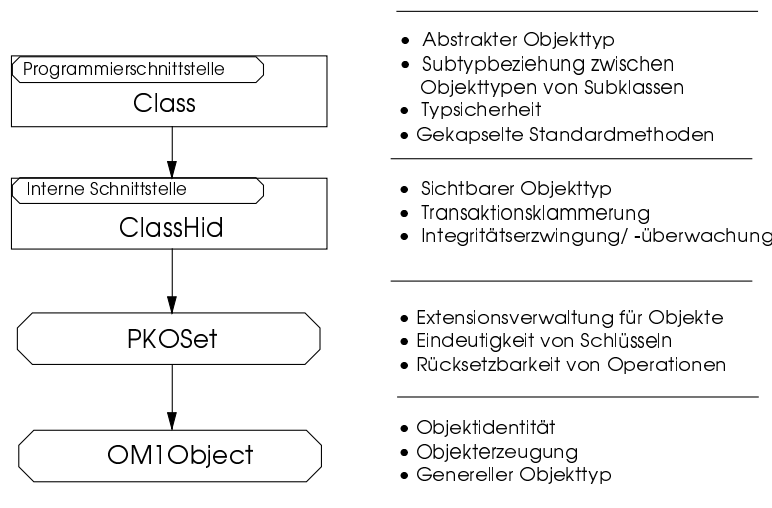 Programmierschnittstelle
Class
• Abstrakter Objekttyp
• Subtypbeziehung zwischen
Objekttypen von Subklassen
• Typsicherheit
• Gekapselte Standardmethoden
Interne Schnittstelle
ClassHid
• Sichtbarer Objekttyp
• Transaktionsklammerung
• Integritätserzwingung/ -überwachung
PKOSet
• Extensionsverwaltung für Objekte
• Eindeutigkeit von Schlüsseln
• Rücksetzbarkeit von Operationen
OM1Object
• Objektidentität
• Objekterzeugung
• Genereller Objekttyp